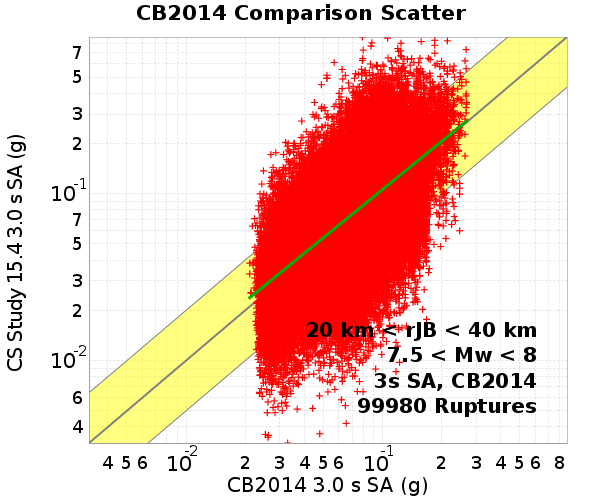 CB2014 Comparison Scatter
7
5
3
2
10-1
7
5
3
2
10-2
6
4
CS Study 15.4 3.0 s SA (g)
20 km < rJB < 40 km
7.5 < Mw < 8
3s SA, CB2014
99980 Ruptures
4 5 6 10-2 2 3 4 5 6 10-1 2 3 4 5 6 8
CB2014 3.0 s SA (g)